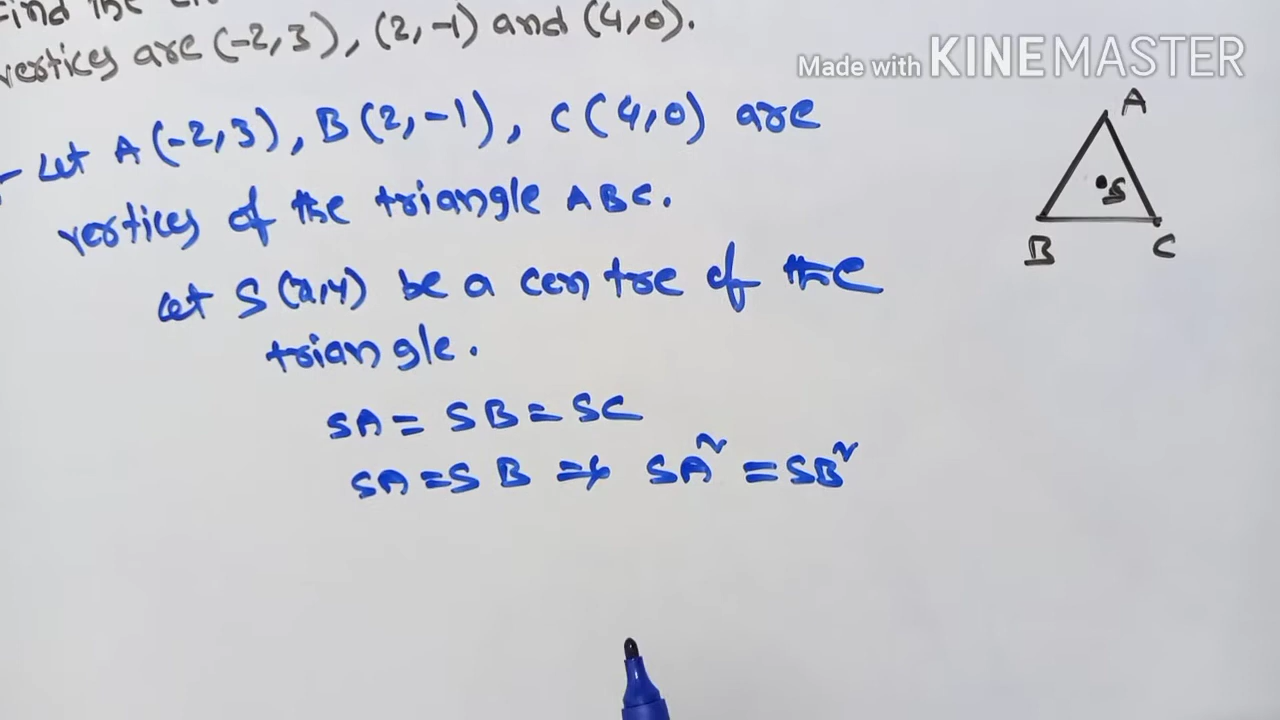 Find the
vertices are (-2,3), (2,-1) and (4,0).
Made with KINEMASTER
Let A(-2,3), B(2,-1), C(4,0) are
vertices of the triangle ABC.
Let S(x,y) be a centre of the
triangle.
SA = SB = SC
SA = SB ⇒ SA² = SB²
A
S
B C